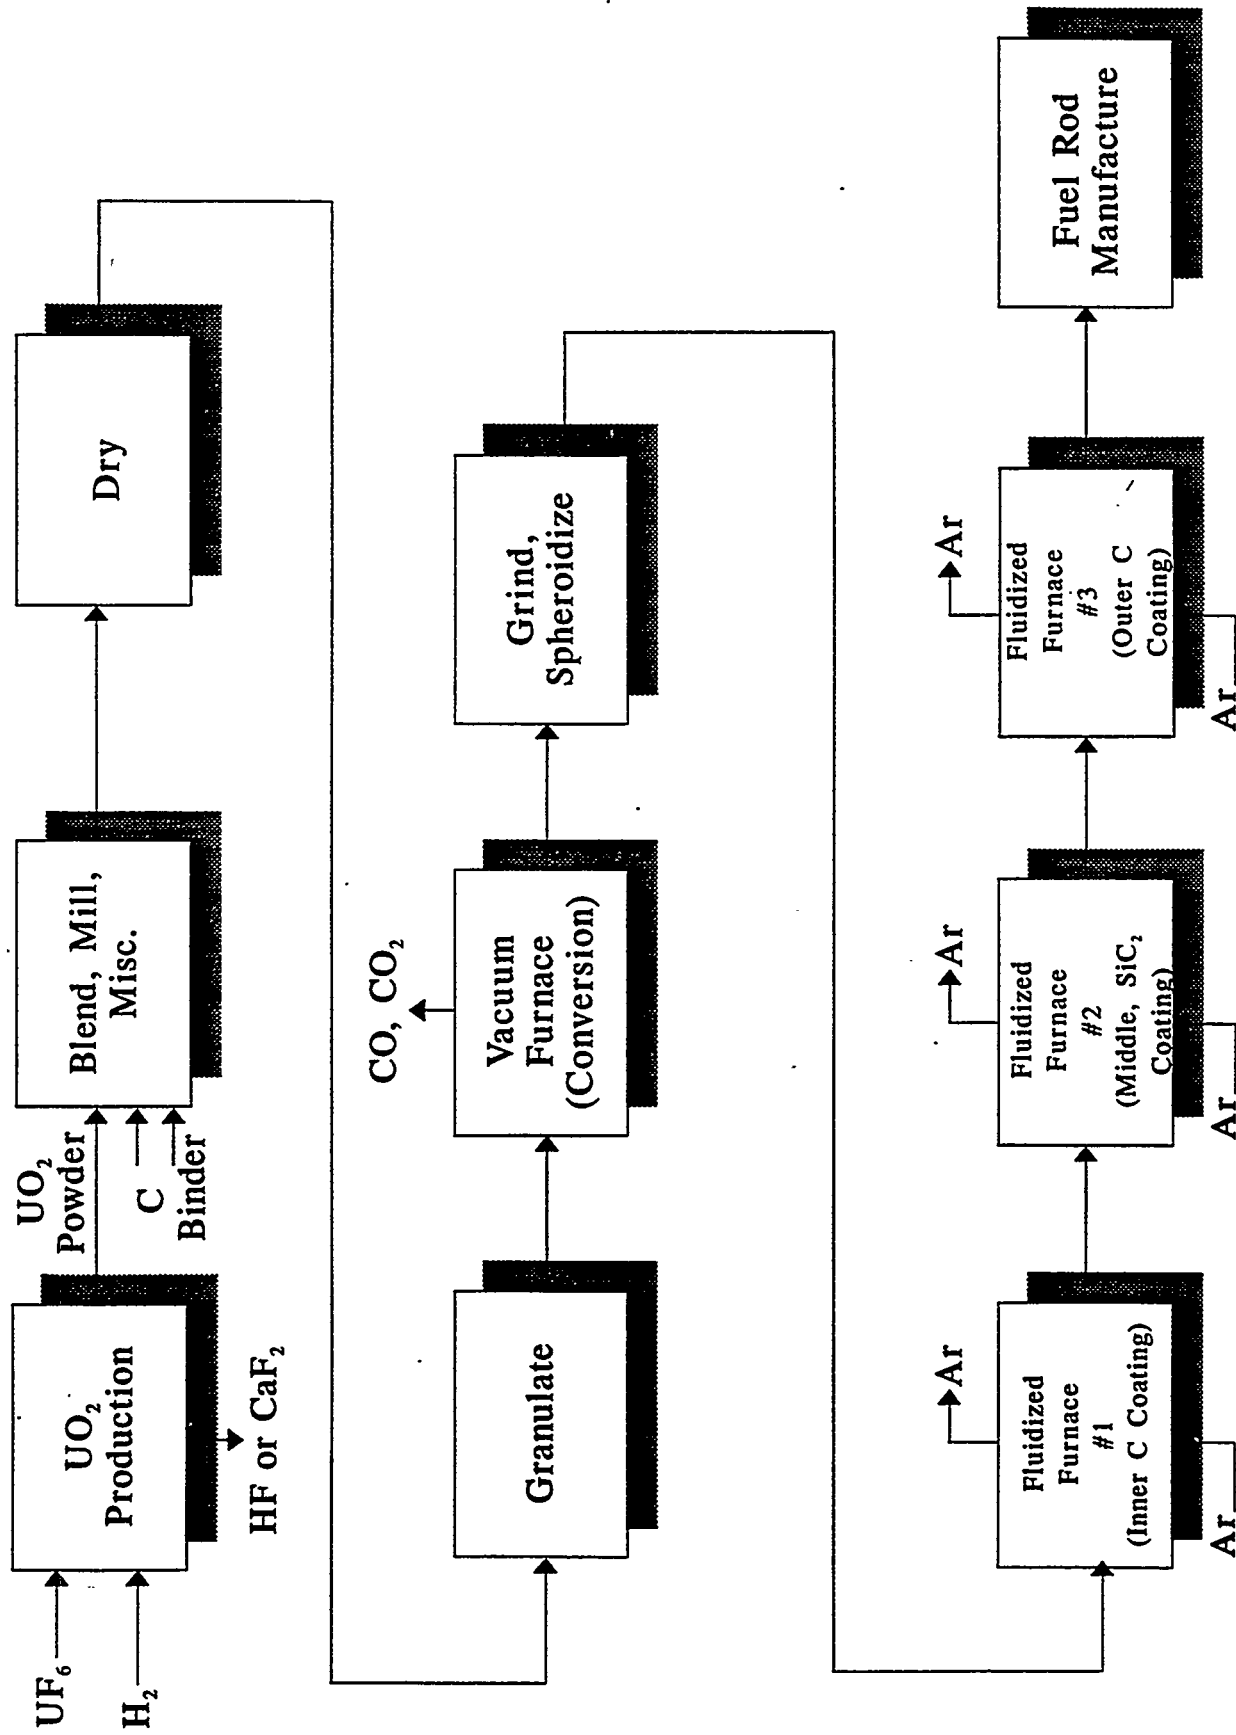 UF₆
H₂
UO₂
Production
HF or CaF₂
UO₂
Powder
C
Binder
Blend, Mill,
Misc.
Dry
Granulate
Vacuum
Furnace
(Conversion)
CO, CO₂
Grind,
Spheroidize
Fluidized
Furnace
#1
(Inner C Coating)
Ar
Ar
Fluidized
Furnace
#2
(Middle, SiC₂
Coating)
Ar
Ar
Fluidized
Furnace
#3
(Outer C
Coating)
Ar
Ar
Fuel Rod
Manufacture